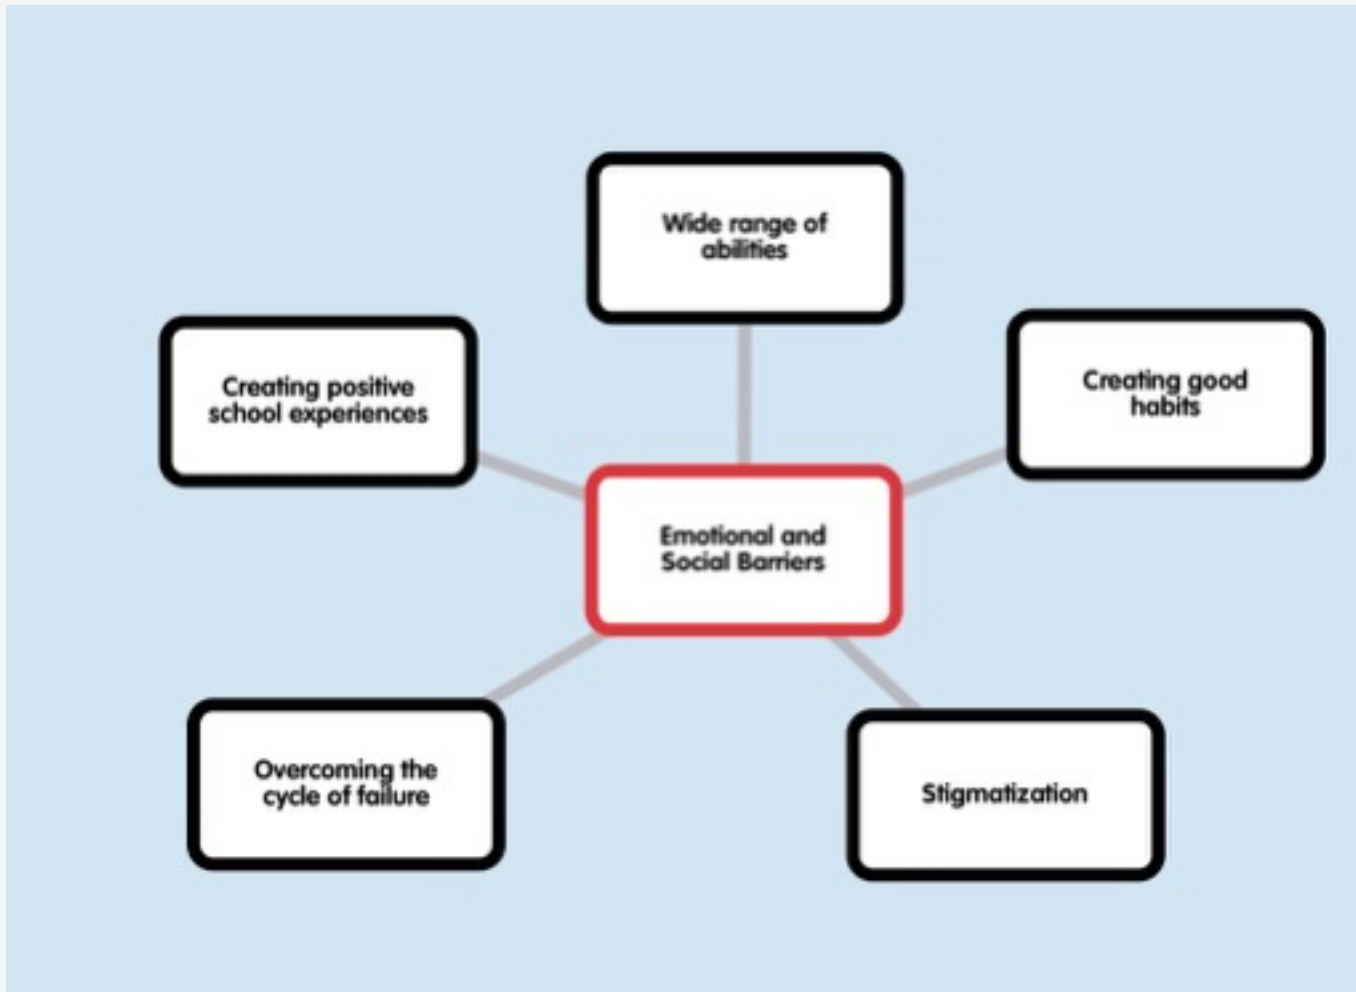 Wide range of
abilities
Creating positive
school experiences
Creating good
habits
Emotional and
Social Barriers
Overcoming the
cycle of failure
Stigmatization